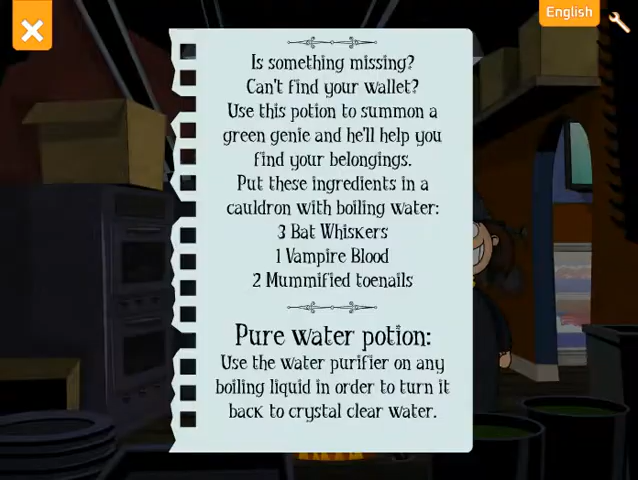 English
Is something missing?
Can't find your wallet?
Use this potion to summon a
green genie and he'll help you
find your belongings.
Put these ingredients in a
cauldron with boiling water:
3 Bat Whiskers
1 Vampire Blood
2 Mummified toenails
Pure water potion:
Use the water purifier on any
boiling liquid in order to turn it
back to crystal clear water.